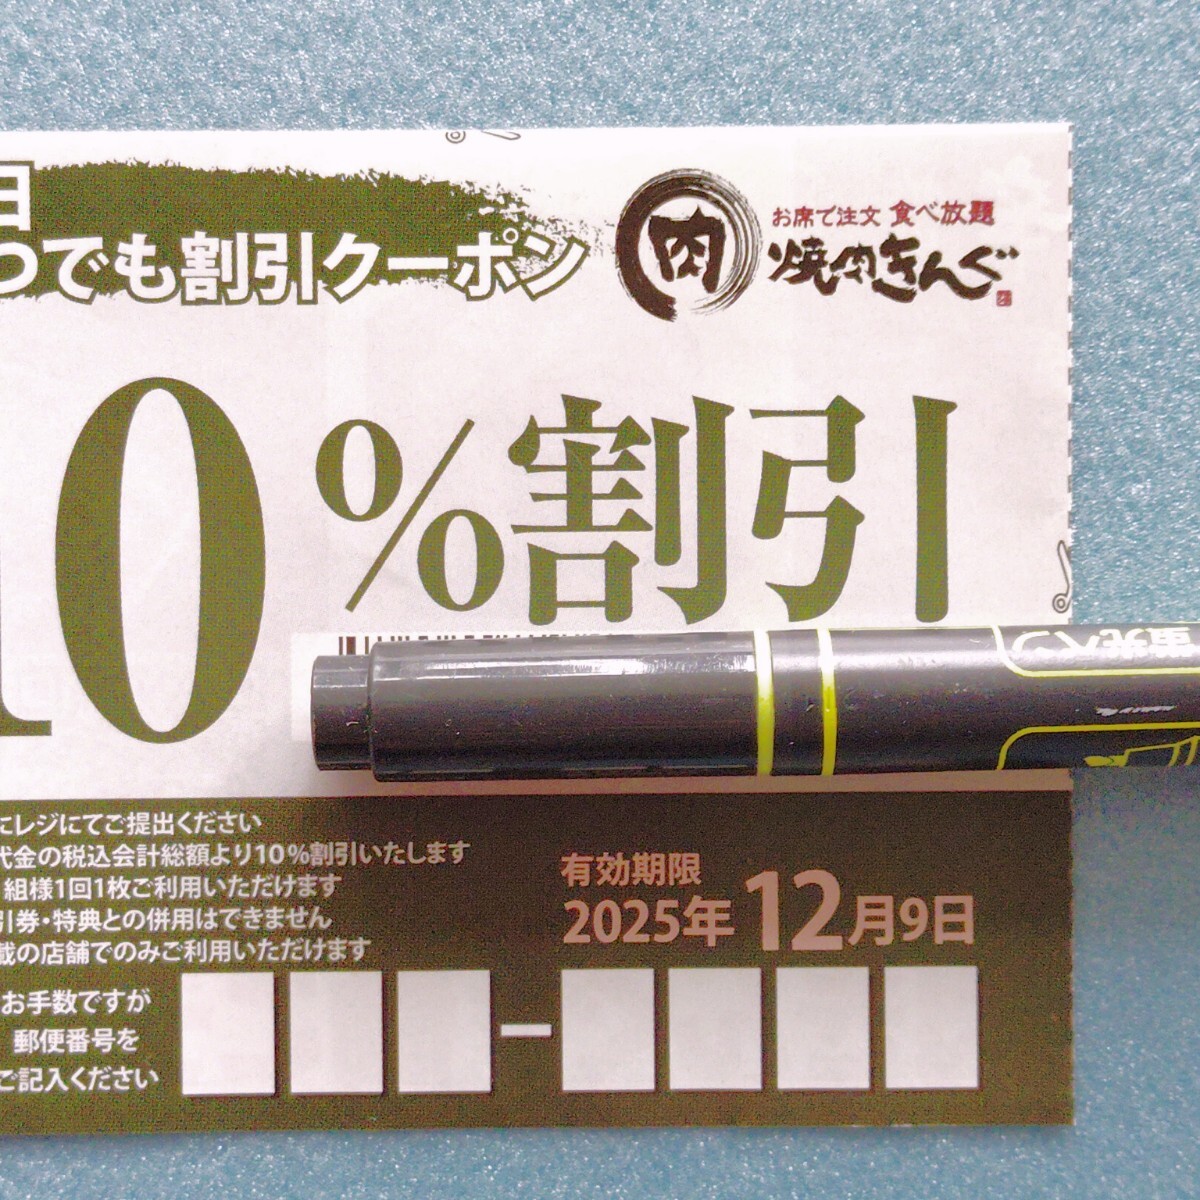 日
つでも割引クーポン
肉
お席で注文 食べ放題
焼肉きんぐ
10%割引
蛍光ペン
にレジにてご提出ください
代金の税込会計総額より10%割引いたします
組様1回1枚ご利用いただけます
引券・特典との併用はできません
載の店舗でのみご利用いただけます
有効期限
2025年12月9日
お手数ですが
郵便番号を
ご記入ください